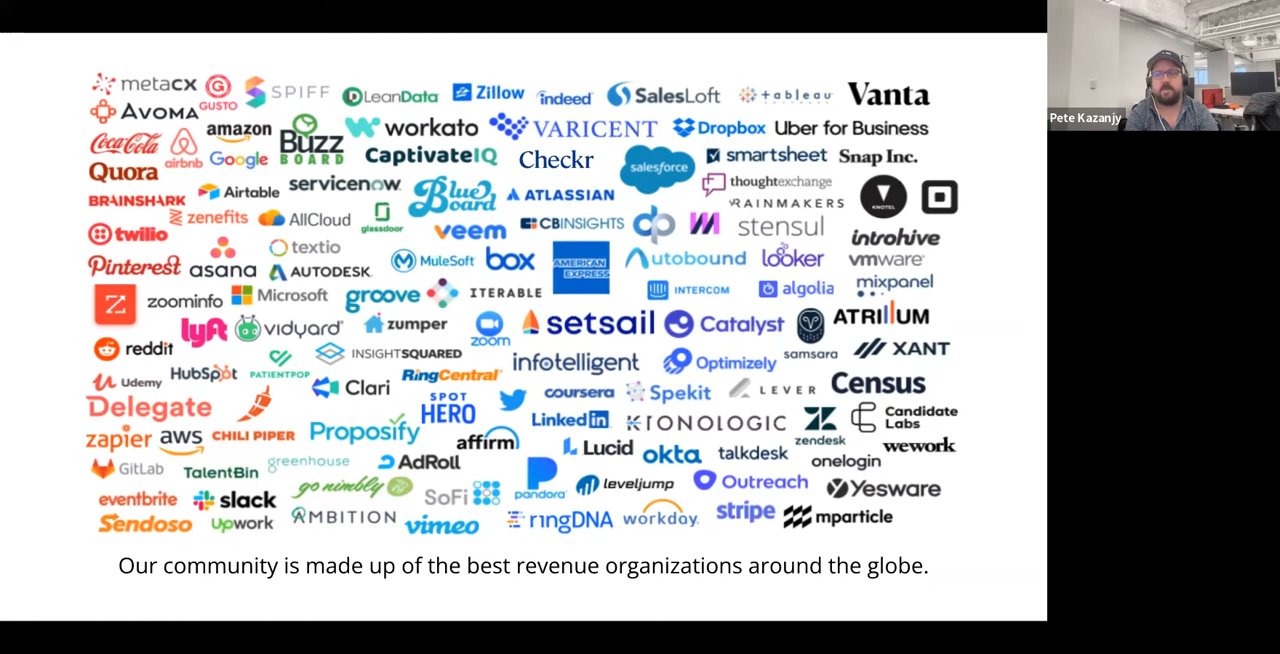 metacx
GUSTO
SPIFF
LeanData
Zillow
indeed
SalesLoft
+tableau
Vanta
AVOMA
Coca-Cola
airbnb
amazon
Google
Buzz
BOARD
workato
VARICENT
Dropbox
Uber for Business
CaptivateIQ
Checkr
salesforce
smartsheet
Snap Inc.
Quora
BRAINSHARK
Airtable
servicenow
Blue
Board
ATLASSIAN
thoughtexchange
RAINMAKERS
KNOTEL
zenefits
AllCloud
glassdoor
veem
CBINSIGHTS
dp
stensul
introhive
twilio
asana
textio
Pinterest
AUTODESK
MuleSoft
box
AMERICAN
EXPRESS
Autobound
looker
vmware
zoominfo
Microsoft
groove
ITERABLE
INTERCOM
algolia
mixpanel
lyft
vidyard
zumper
zoom
setsail
Catalyst
samsara
ATRIUM
reddit
INSIGHTSQUARED
infotelligent
Optimizely
XANT
Udemy
HubSpot
PATIENTPOP
Clari
RingCentral
coursera
Spekit
LEVER
Census
Delegate
SPOT
HERO
LinkedIn
KRONOLOGIC
zendesk
Candidate
Labs
zapier
aws
CHILI PIPER
Proposify
affirm
Lucid
okta
talkdesk
onelogin
wework
GitLab
TalentBin
greenhouse
AdRoll
pandora
leveljump
Outreach
Yesware
eventbrite
slack
go nimbly
SoFi
Sendoso
upwork
AMBITION
vimeo
ringDNA
workday
stripe
mparticle
Our community is made up of the best revenue organizations around the globe.
Pete Kazanjy